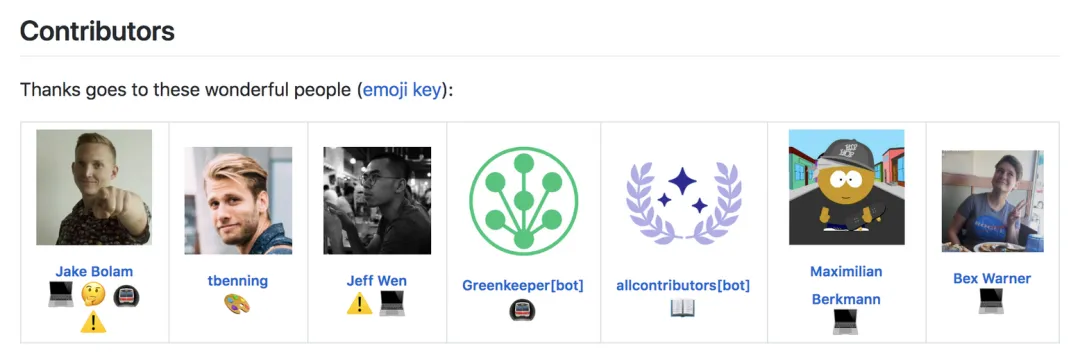 Contributors
Thanks goes to these wonderful people (emoji key):
Jake Bolam
tbenning
Jeff Wen
Greenkeeper[bot]
allcontributors[bot]
Maximilian
Berkmann
Bex Warner